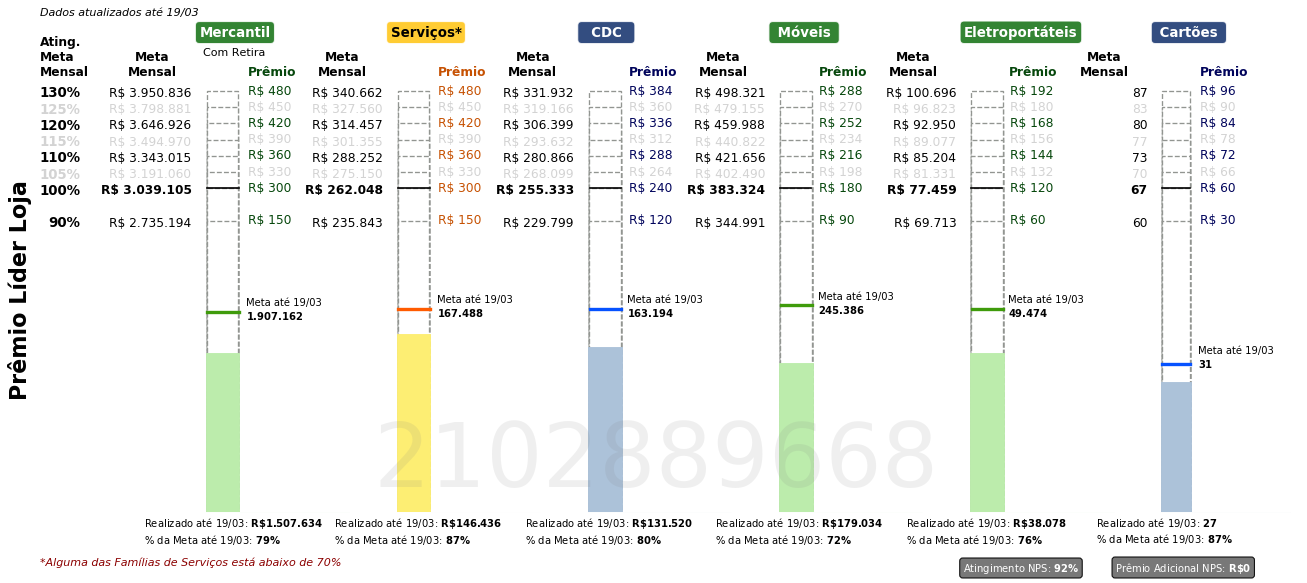 Dados atualizados até 19/03
Mercantil Serviços* CDC Móveis Eletroportáteis Cartões
Com Retira
Ating. Meta Mensal
Meta Mensal Prêmio Meta Mensal Prêmio Meta Mensal Prêmio Meta Mensal Prêmio Meta Mensal Prêmio Meta Mensal Prêmio
130% R$ 3.950.836 R$ 480 R$ 340.662 R$ 480 R$ 331.932 R$ 384 R$ 498.321 R$ 288 R$ 100.696 R$ 192 87 R$ 96
125% R$ 3.798.881 R$ 450 R$ 327.560 R$ 450 R$ 319.166 R$ 360 R$ 479.155 R$ 270 R$ 96.823 R$ 180 83 R$ 90
120% R$ 3.646.926 R$ 420 R$ 314.457 R$ 420 R$ 306.399 R$ 336 R$ 459.988 R$ 252 R$ 92.950 R$ 168 80 R$ 84
115% R$ 3.494.970 R$ 390 R$ 301.355 R$ 390 R$ 293.632 R$ 312 R$ 440.822 R$ 234 R$ 89.077 R$ 156 77 R$ 78
110% R$ 3.343.015 R$ 360 R$ 288.252 R$ 360 R$ 280.866 R$ 288 R$ 421.656 R$ 216 R$ 85.204 R$ 144 73 R$ 72
105% R$ 3.191.060 R$ 330 R$ 275.150 R$ 330 R$ 268.099 R$ 264 R$ 402.490 R$ 198 R$ 81.331 R$ 132 70 R$ 66
100% R$ 3.039.105 R$ 300 R$ 262.048 R$ 300 R$ 255.333 R$ 240 R$ 383.324 R$ 180 R$ 77.459 R$ 120 67 R$ 60
90% R$ 2.735.194 R$ 150 R$ 235.843 R$ 150 R$ 229.799 R$ 120 R$ 344.991 R$ 90 R$ 69.713 R$ 60 60 R$ 30
Prêmio Líder Loja
Meta até 19/03 Meta até 19/03 Meta até 19/03 Meta até 19/03 Meta até 19/03
1.907.162 167.488 163.194 245.386 49.474
Meta até 19/03
31
2102889668
Realizado até 19/03: R$1.507.634 Realizado até 19/03: R$146.436 Realizado até 19/03: R$131.520 Realizado até 19/03: R$179.034 Realizado até 19/03: R$38.078 Realizado até 19/03: 27
% da Meta até 19/03: 79% % da Meta até 19/03: 87% % da Meta até 19/03: 80% % da Meta até 19/03: 72% % da Meta até 19/03: 76% % da Meta até 19/03: 87%
*Alguma das Famílias de Serviços está abaixo de 70%
Atingimento NPS: 92% Prêmio Adicional NPS: R$0